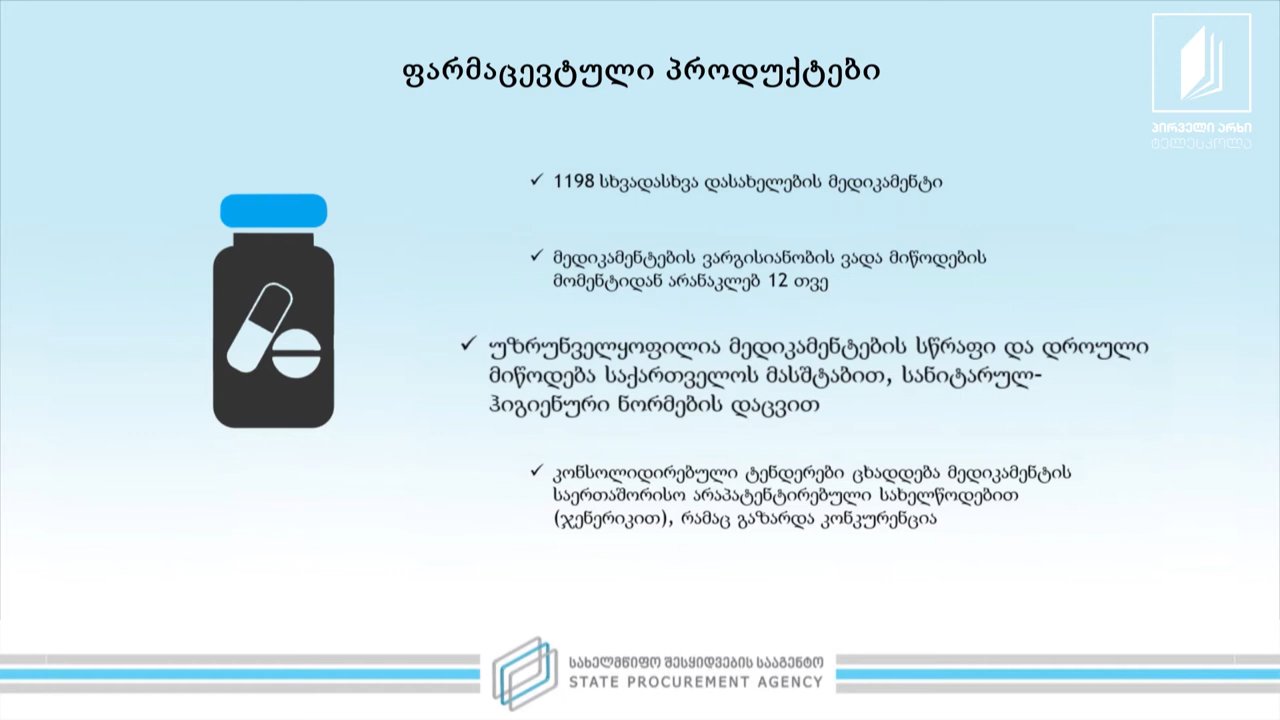 ფარმაცევტული პროდუქტები
პირველი არხი
ტელესკოლა
✓ 1198 სხვადასხვა დასახელების მედიკამენტი
✓ მედიკამენტების ვარგისიანობის ვადა მიწოდების
მომენტიდან არანაკლებ 12 თვე
✓ უზრუნველყოფილია მედიკამენტების სწრაფი და დროული
მიწოდება საქართველოს მასშტაბით, სანიტარულ-
ჰიგიენური ნორმების დაცვით
✓ კონსოლიდირებული ტენდერები ცხადდება მედიკამენტის
საერთაშორისო არაპატენტირებული სახელწოდებით
(ჯენერიკით), რამაც გაზარდა კონკურენცია
სახელმწიფო შესყიდვების სააგენტო
STATE PROCUREMENT AGENCY